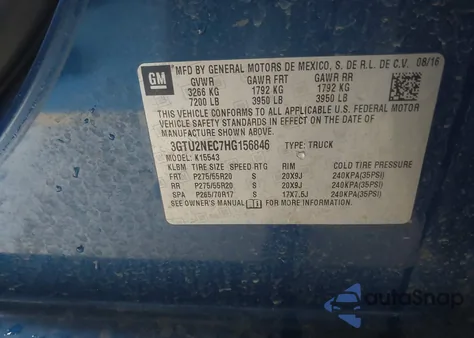 GM
MFD BY GENERAL MOTORS DE MEXICO, S. DE R.L. DE C.V. 08/16
GVWR GAWR FRT GAWR RR
3266 KG 1792 KG 1792 KG
7200 LB 3950 LB 3950 LB
THIS VEHICLE CONFORMS TO ALL APPLICABLE U.S. FEDERAL MOTOR
VEHICLE SAFETY
IN EFFECT ON THE DATE OF MANUFACTURE SHOWN ABOVE.
3GTU2NEC7HG156846 TYPE: TRUCK
MODEL: K15543
KLBM TIRE SIZE SPEED RTG RIM COLD TIRE PRESSURE
FRT P275/55R20 S 20X9J 240KPA(35PSI)
RR P275/55R20 S 20X9J 240KPA(35PSI)
SPA P265/70R17 S 17X7.5J 240KPA(35PSI)
SEE OWNER'S MANUAL FOR MORE INFORMATION.
autoSnap